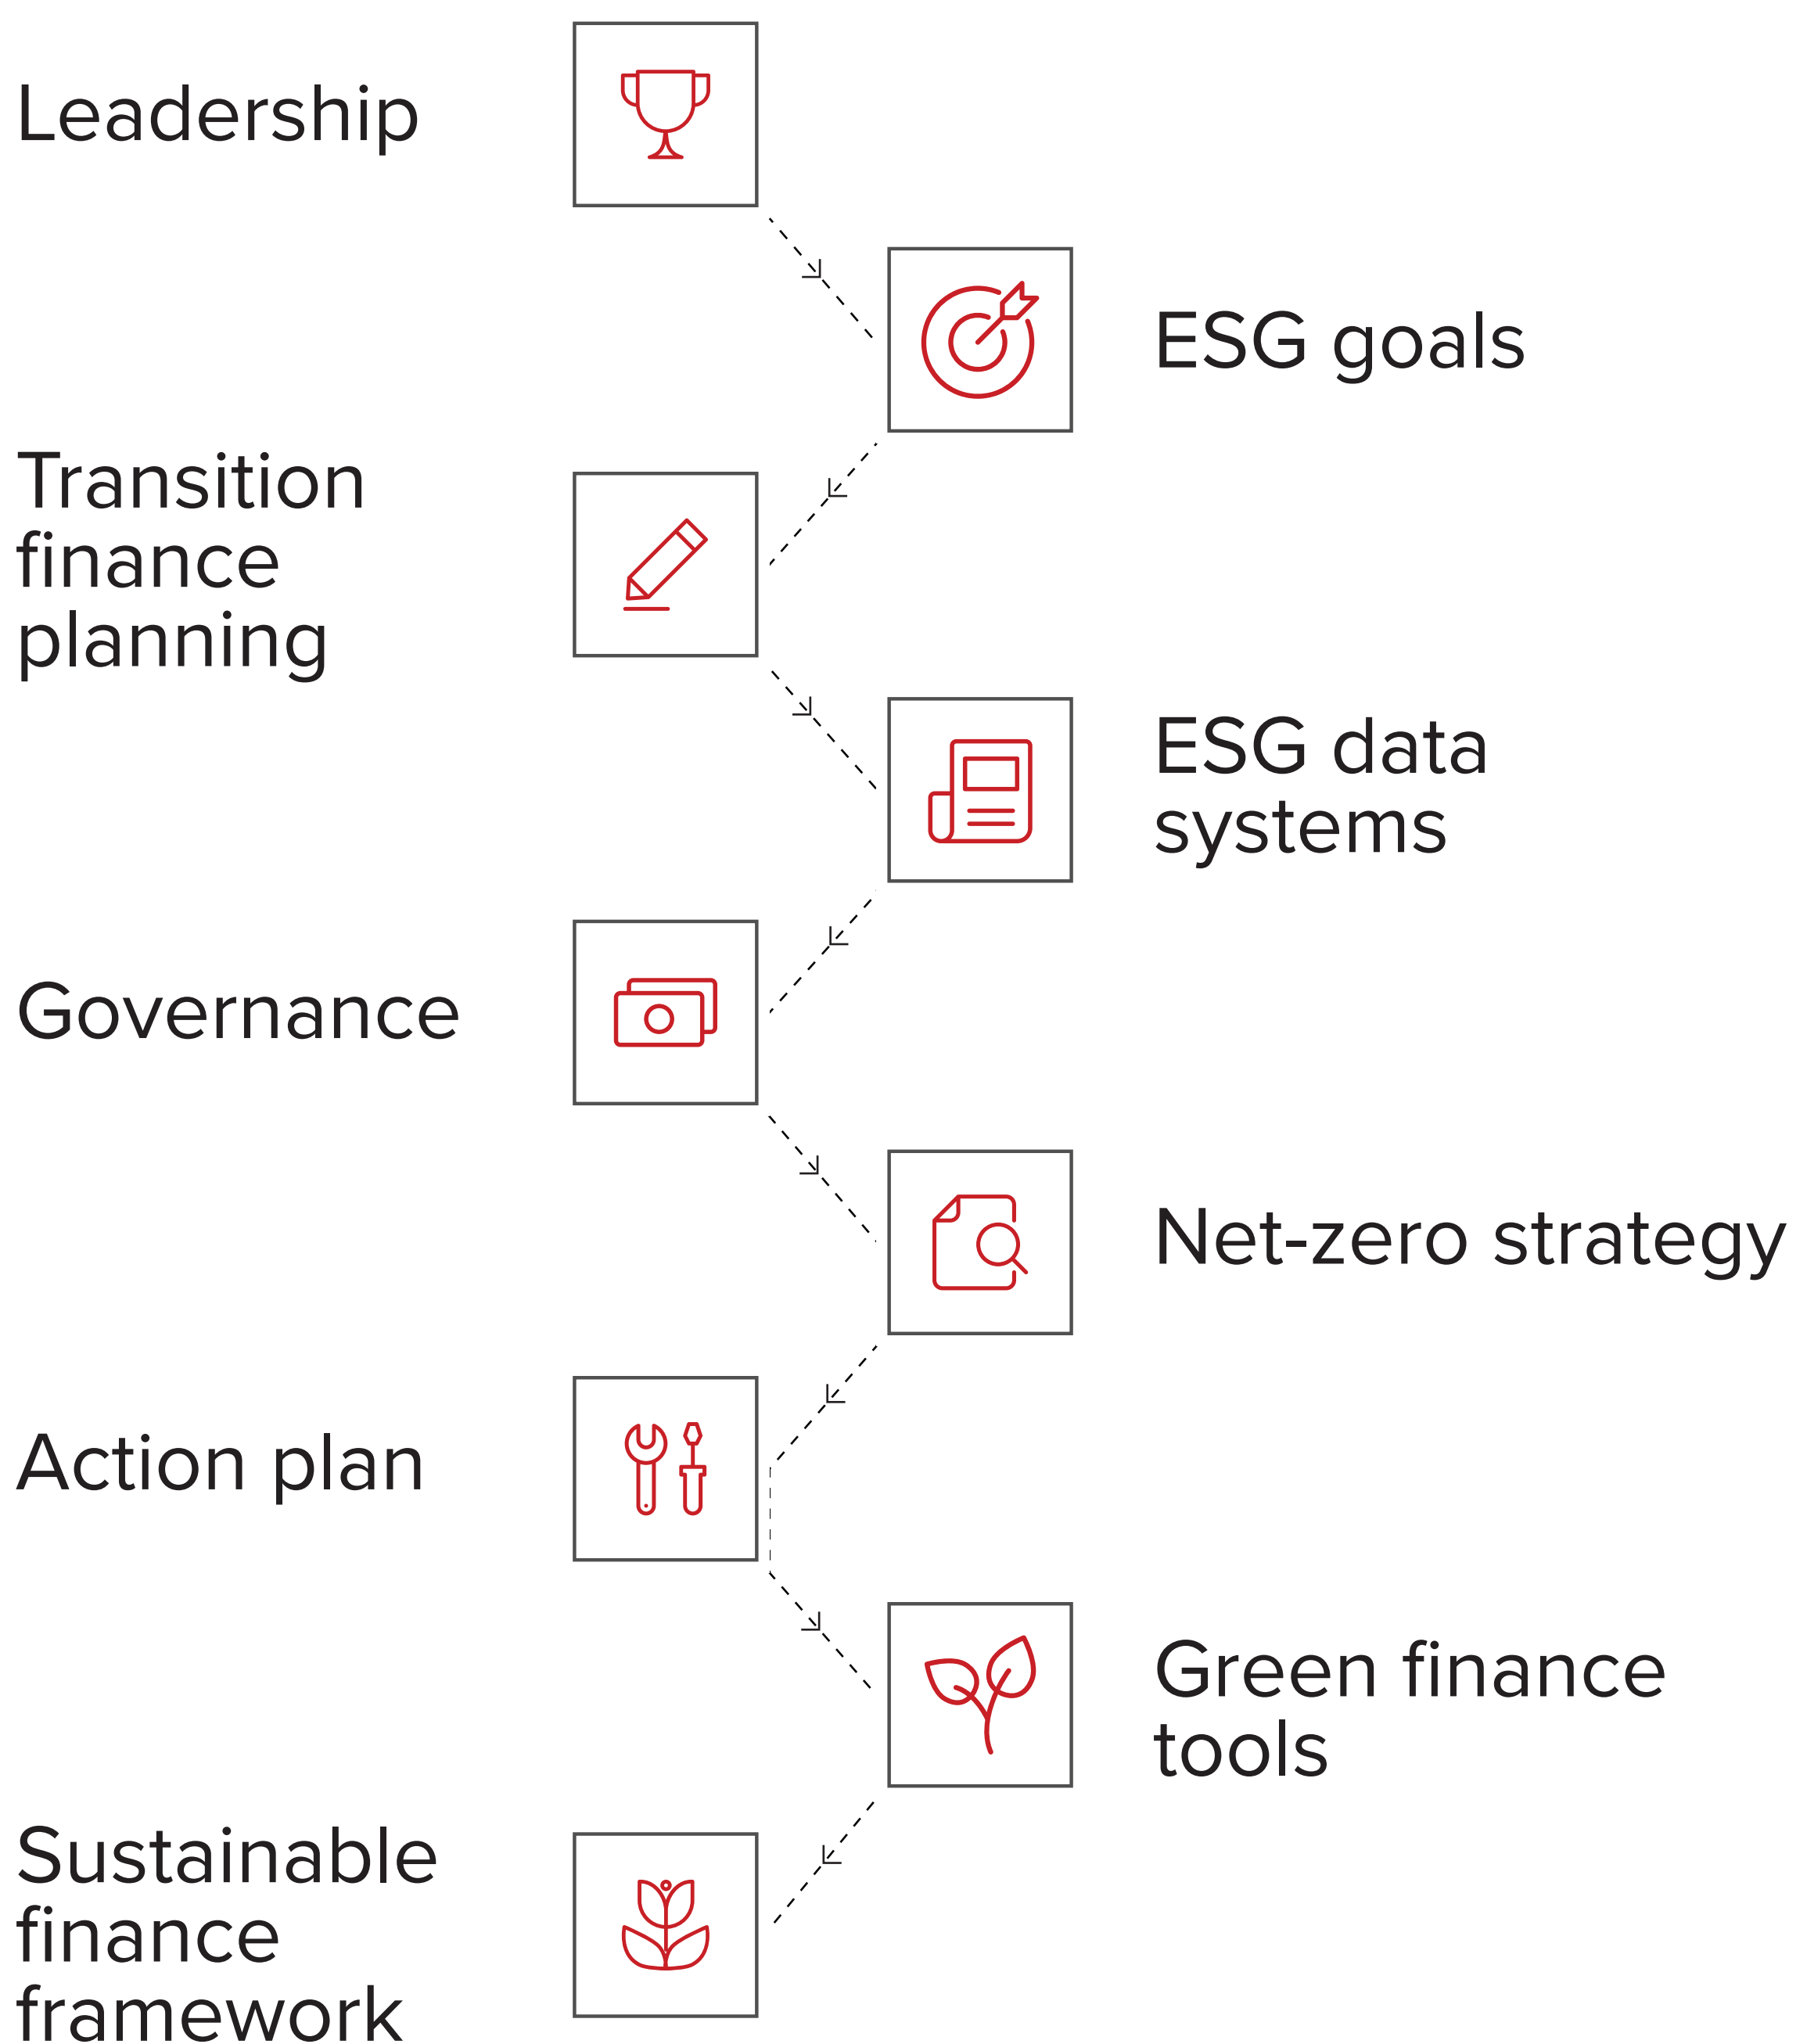 Leadership
ESG goals
Transition
finance
planning
ESG data
systems
Governance
Net-zero strategy
Action plan
Green finance
tools
Sustainable
finance
framework